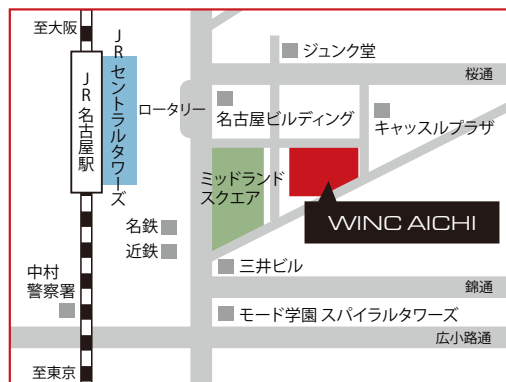 至大阪
JR 名古屋駅
JR セントラルタワーズ
ロータリー
ジュンク堂
桜通
名古屋ビルディング
キャッスルプラザ
ミッドランド
スクエア
WINC AICHI
名鉄
近鉄
三井ビル
中村
警察署
錦通
モード学園 スパイラルタワーズ
広小路通
至東京